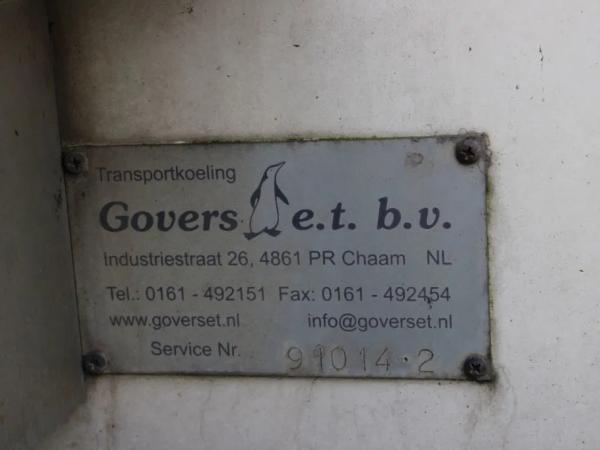 Transportkoeling
Govers e.t. b.v.
Industriestraat 26, 4861 PR Chaam NL
Tel.: 0161 - 492151 Fax: 0161 - 492454
www.goverset.nl info@goverset.nl
Service Nr. 91014.2